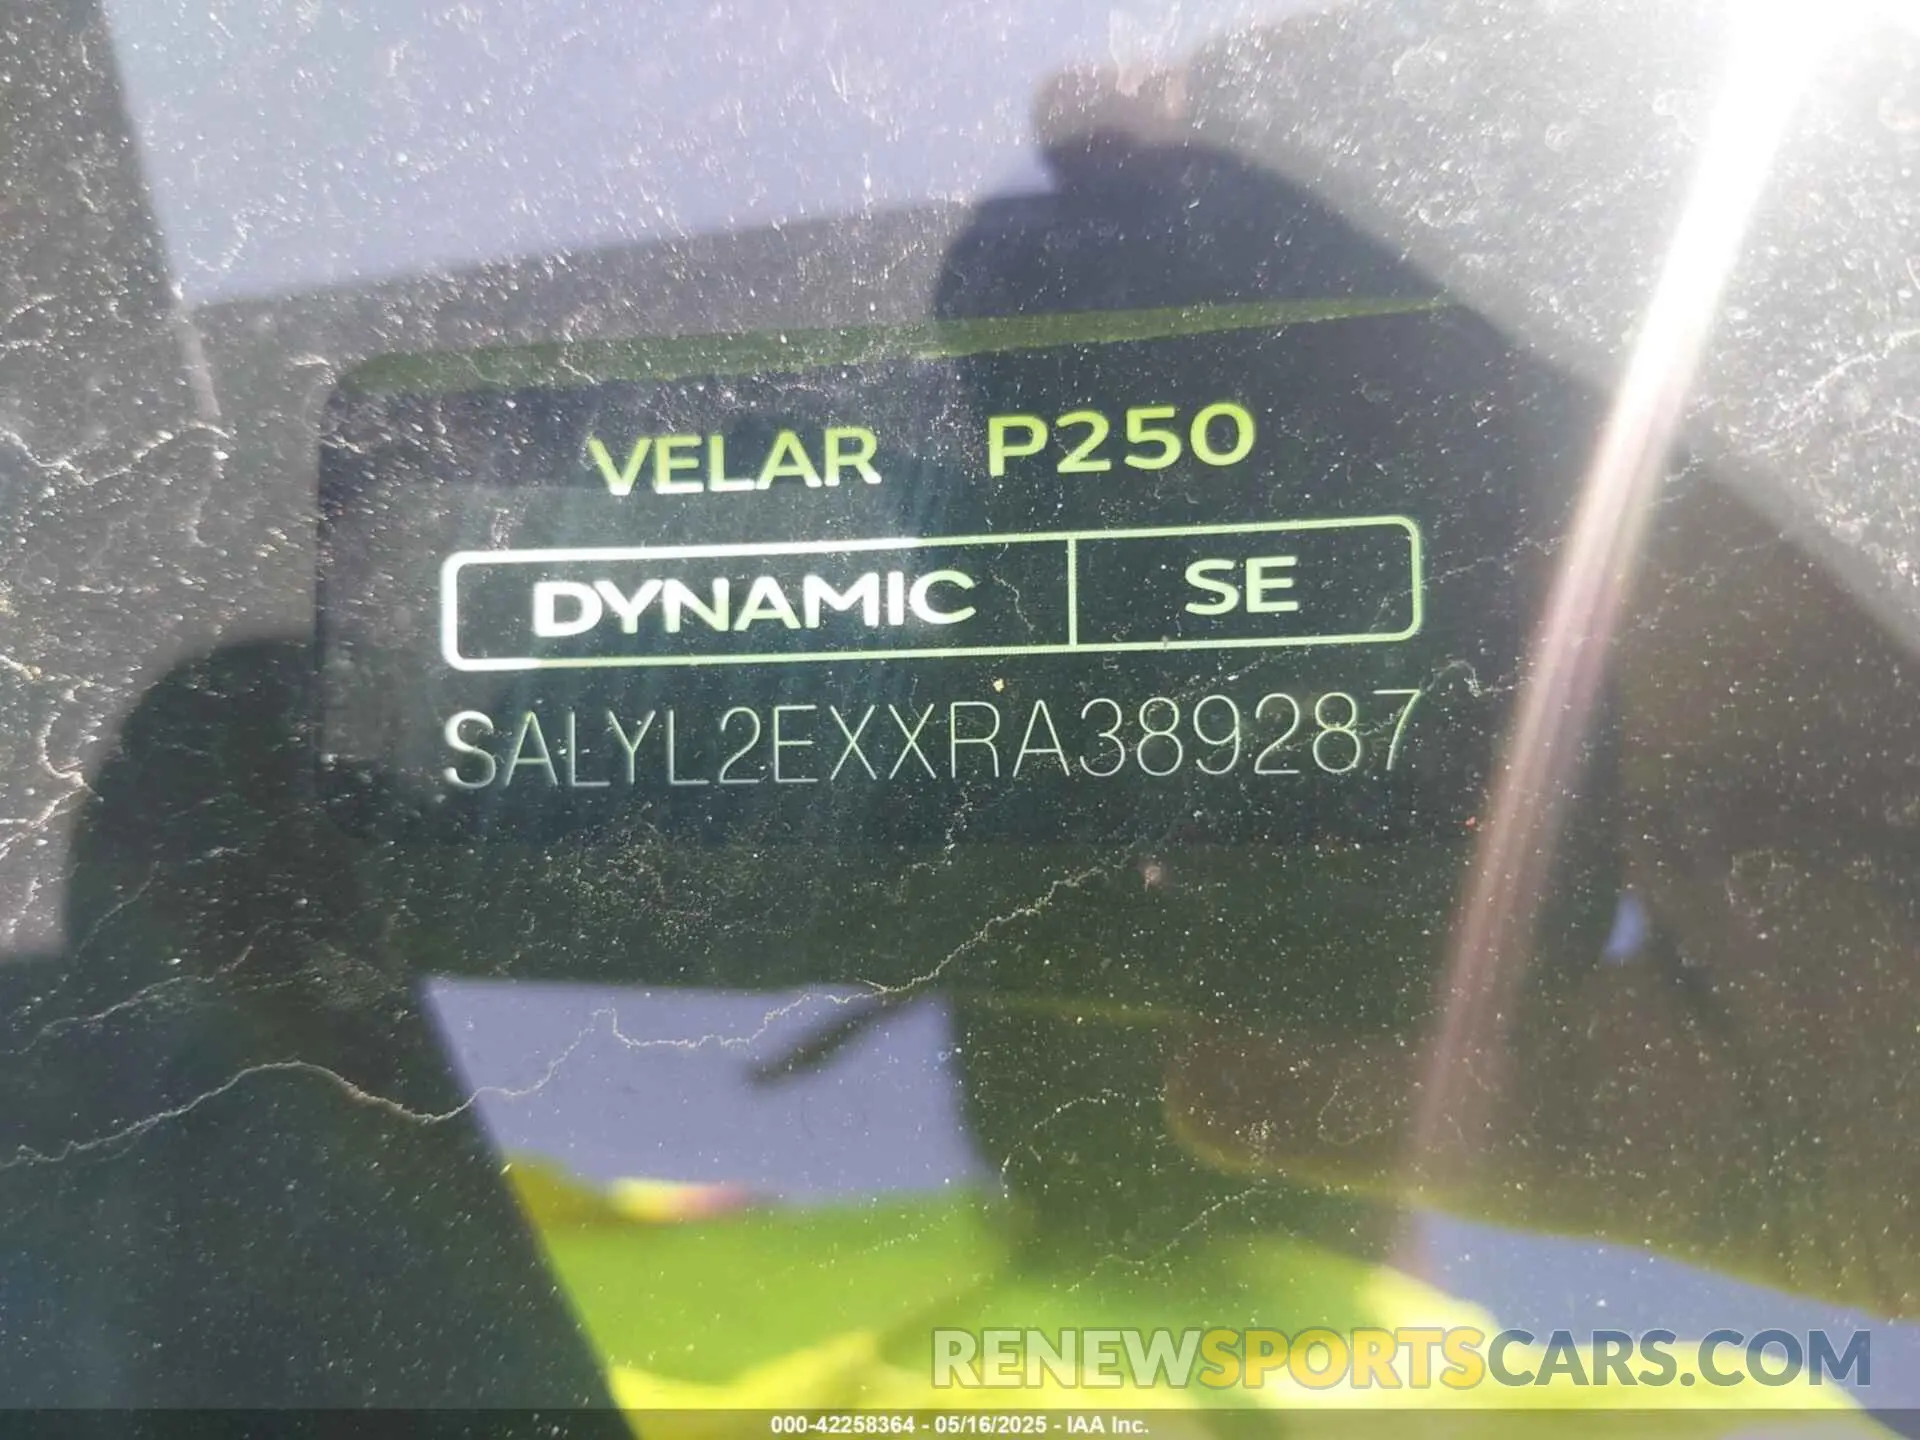 VELAR P250
DYNAMIC SE
SALYL2EXXRA389287
RENEWSPORTSCARS.COM
000-42258364 - 05/16/2025 - IAA Inc.